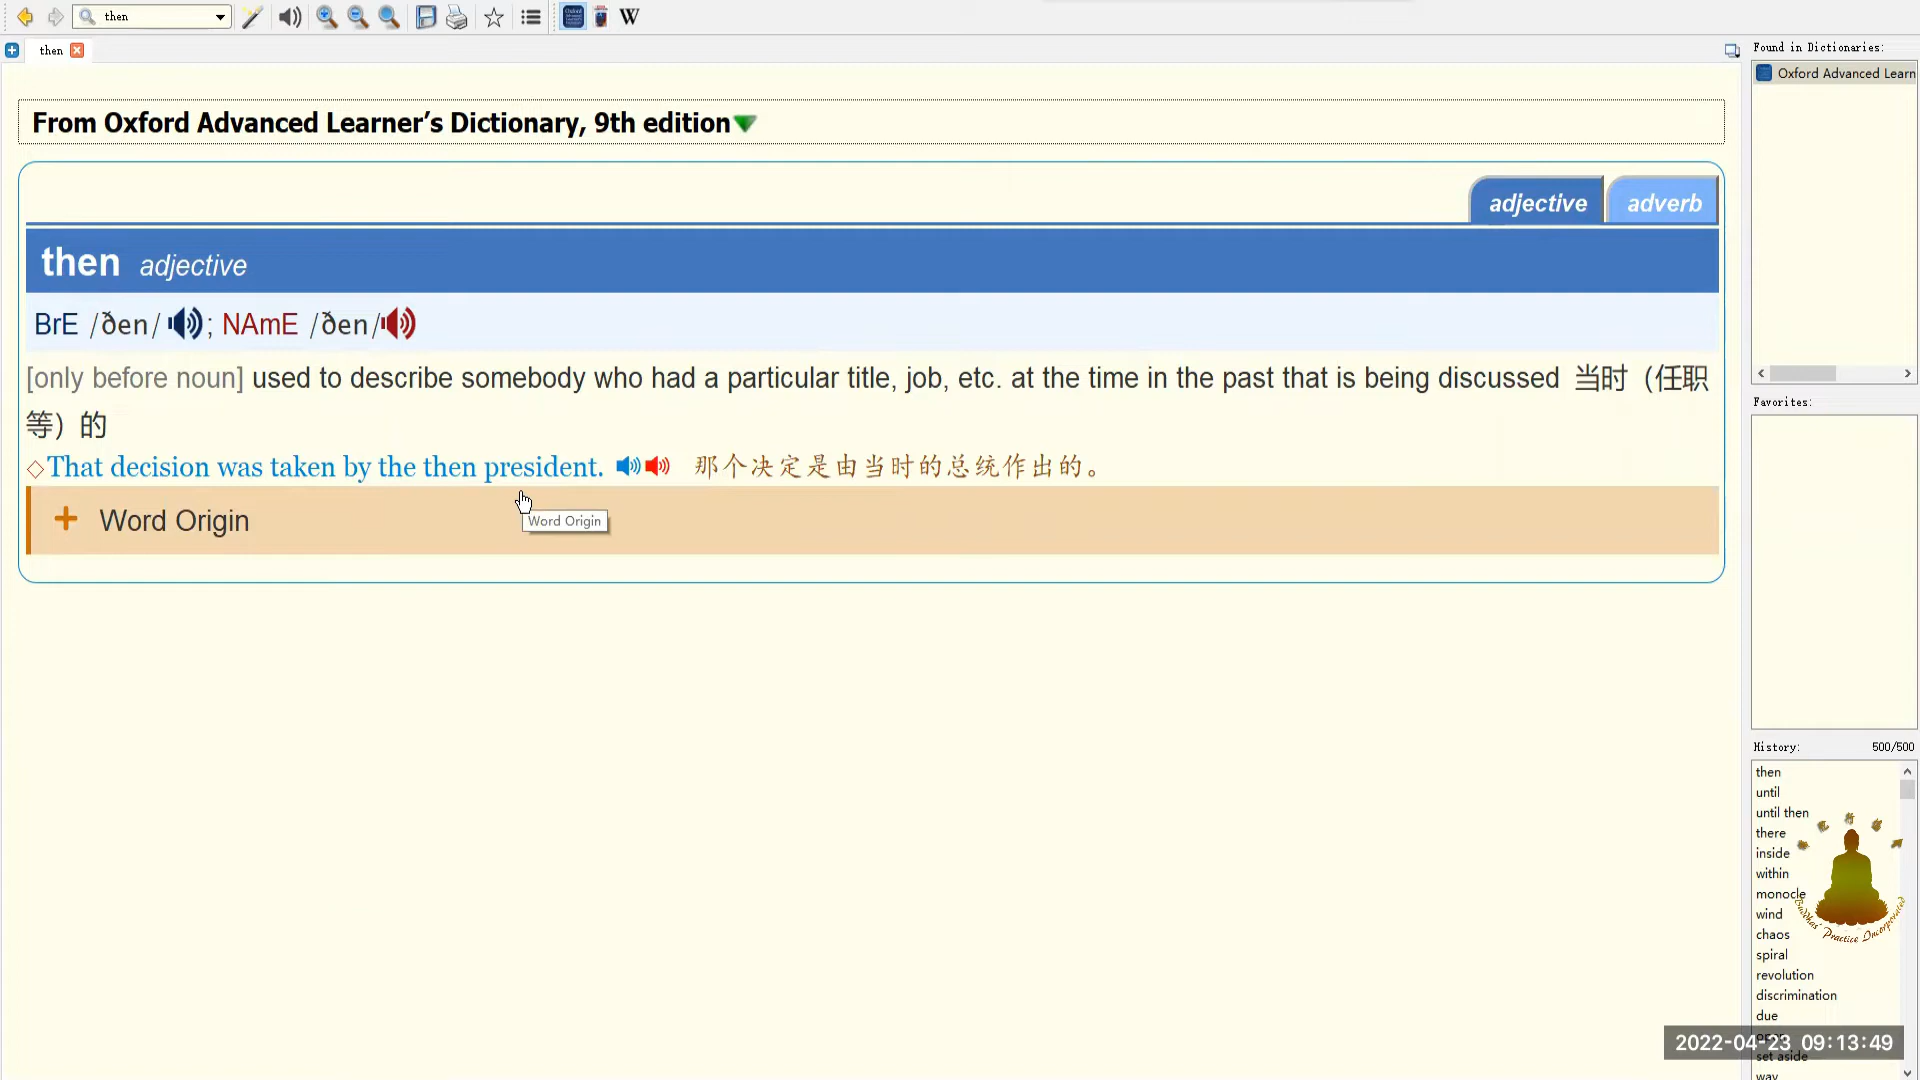 then
W
then
Found in Dictionaries:
Oxford Advanced Learn
From Oxford Advanced Learner’s Dictionary, 9th edition
adjective
adverb
then adjective
BrE /ðen/ ; NAmE /ðen/
[only before noun] used to describe somebody who had a particular title, job, etc. at the time in the past that is being discussed 当时（任职
等）的
◇That decision was taken by the then president. 那个决定是由当时的总统作出的。
+ Word Origin
Word Origin
Favorites:
History: 500/500
then
until
until then
there
inside
within
monocle
wind
chaos
spiral
revolution
discrimination
due
set aside
way
Buddhas' Practice Incorporated
2022-04-23 09:13:49